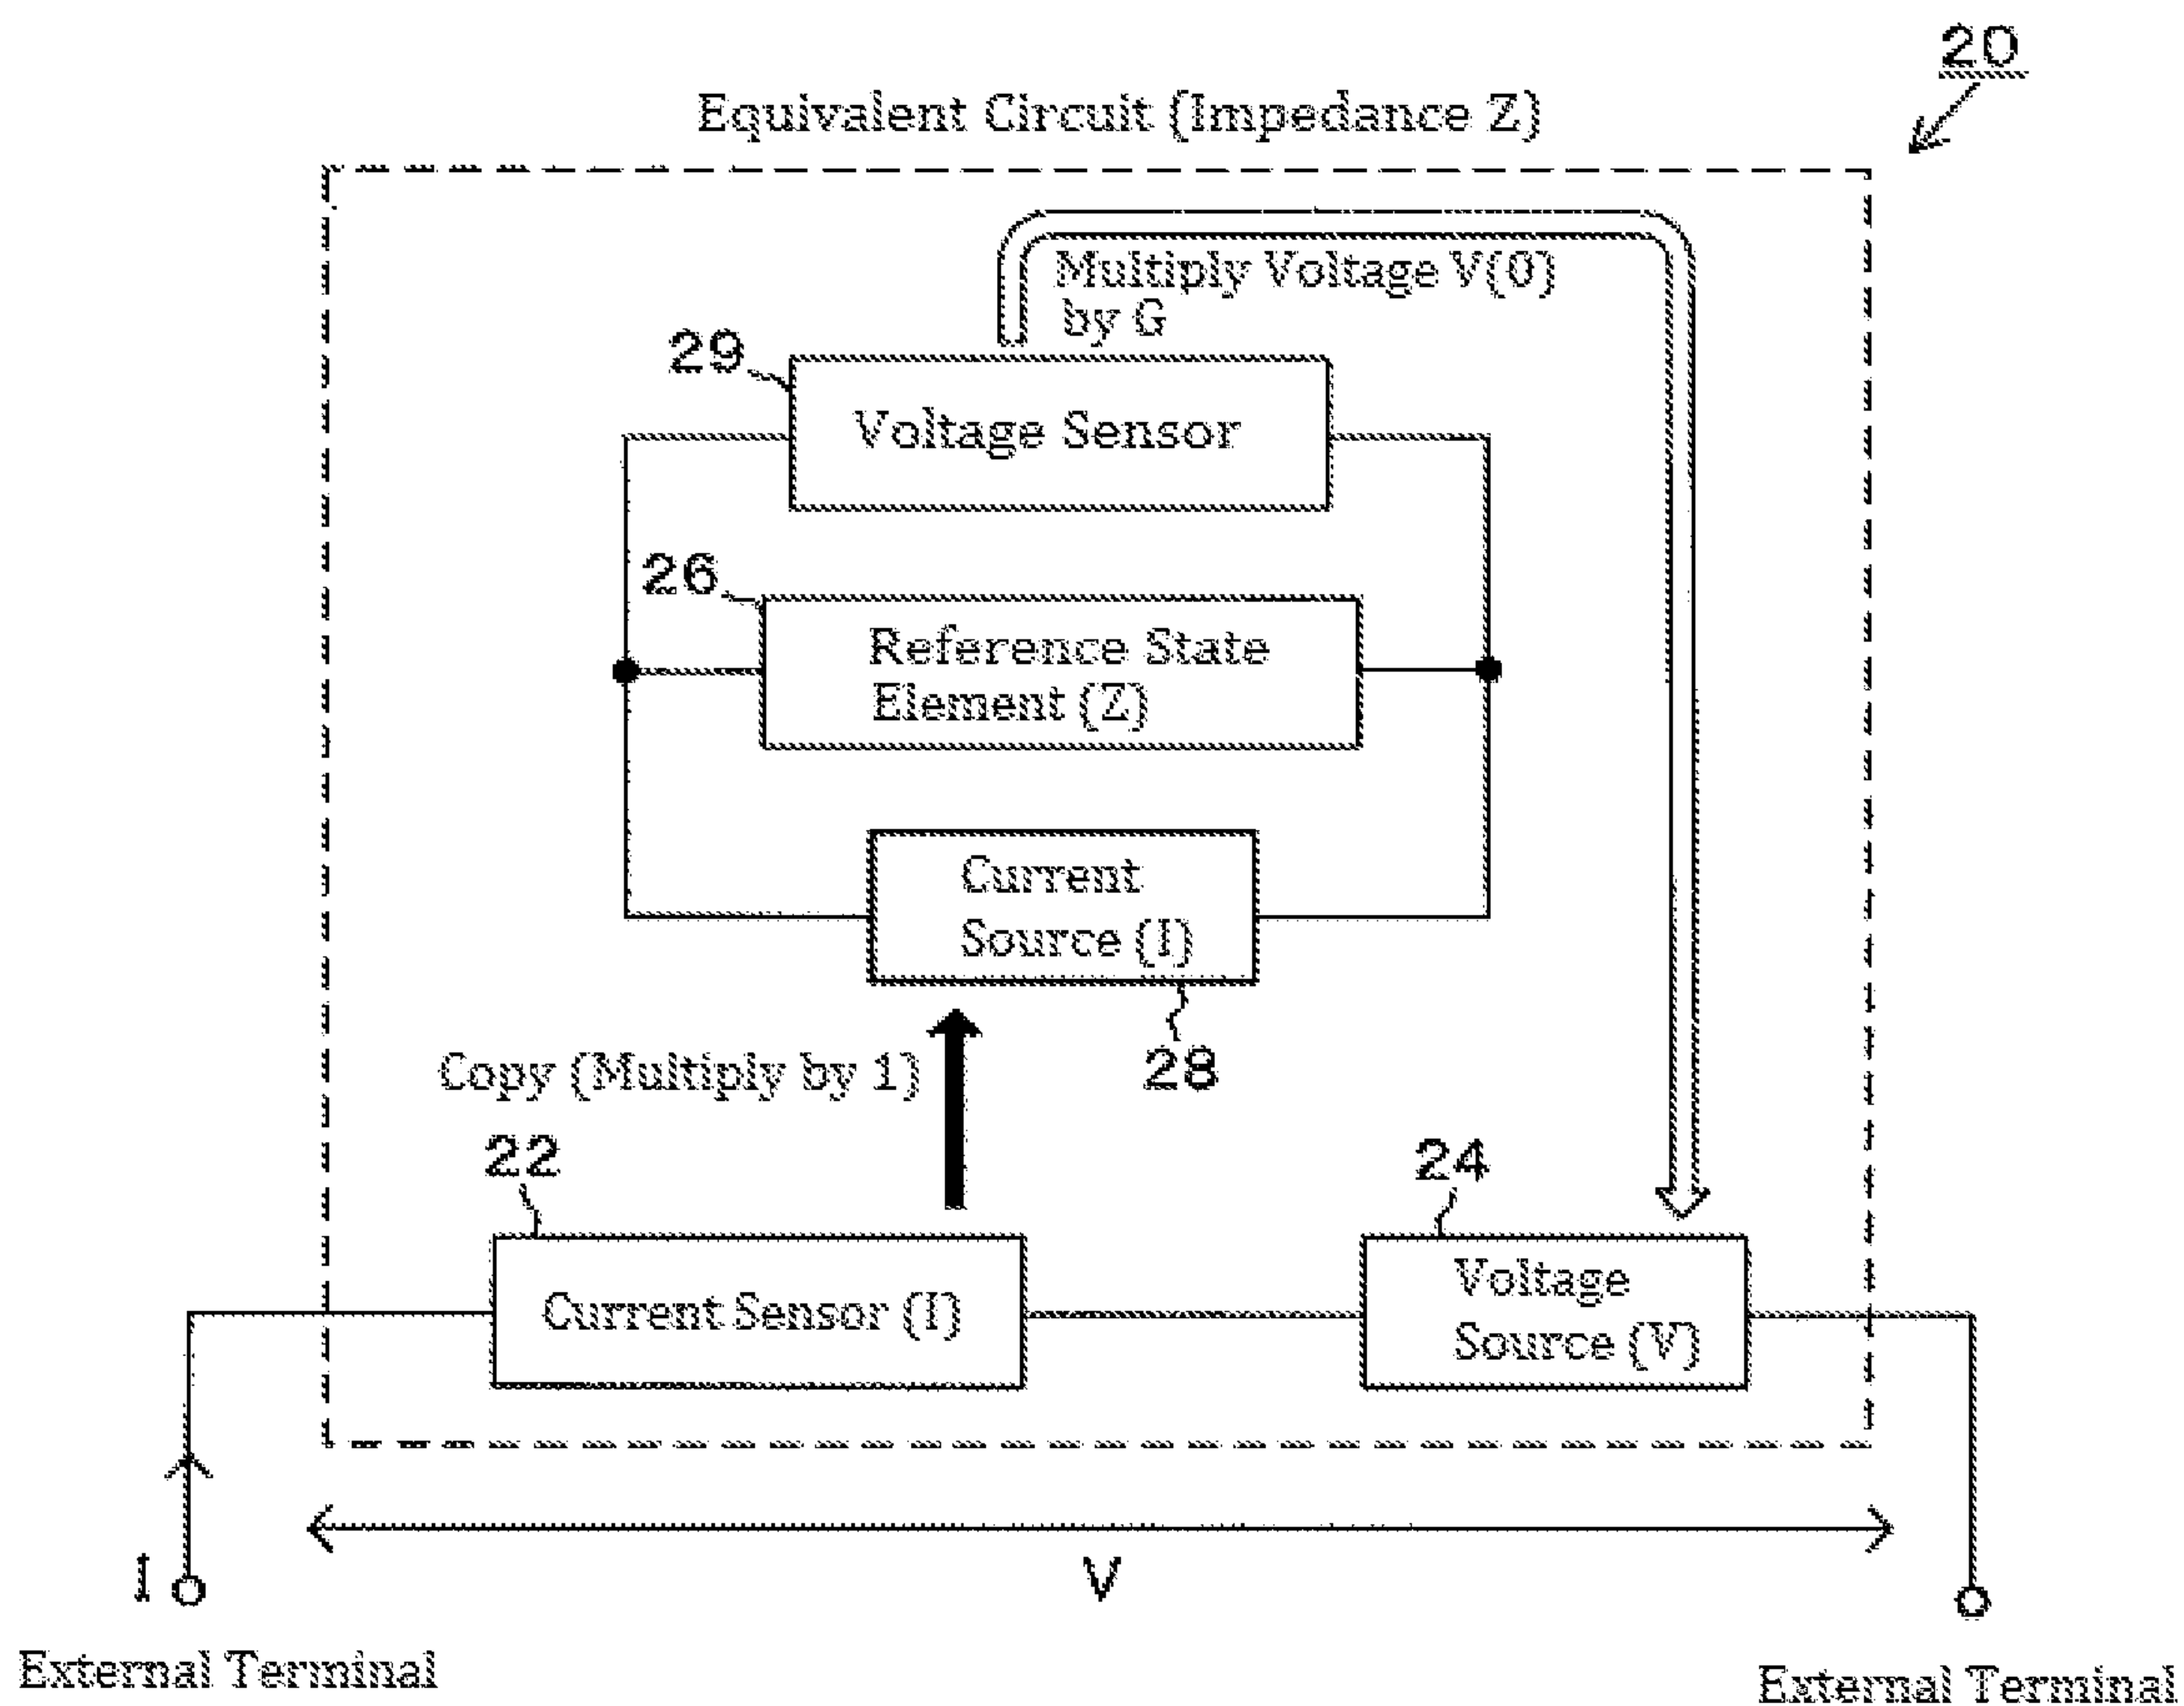 20
Equivalent Circuit (Impedance Z)
Multiply Voltage V(0)
by G
29
Voltage Sensor
26
Reference State
Element (Z)
Current
Source (I)
28
Copy (Multiply by 1)
22
24
Current Sensor (I)
Voltage
Source (V)
I
V
External Terminal
External Terminal